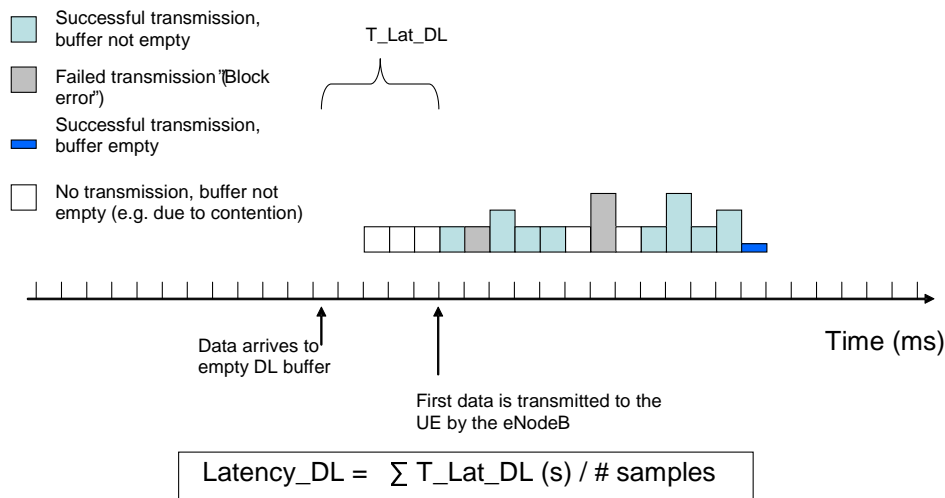 Successful transmission,
buffer not empty
T_Lat_DL
Failed transmission ”(Block
error”)
Successful transmission,
buffer empty
No transmission, buffer not
empty (e.g. due to contention)
Time (ms)
Data arrives to
empty DL buffer
First data is transmitted to the
UE by the eNodeB
Latency_DL = ∑ T_Lat_DL (s) / # samples